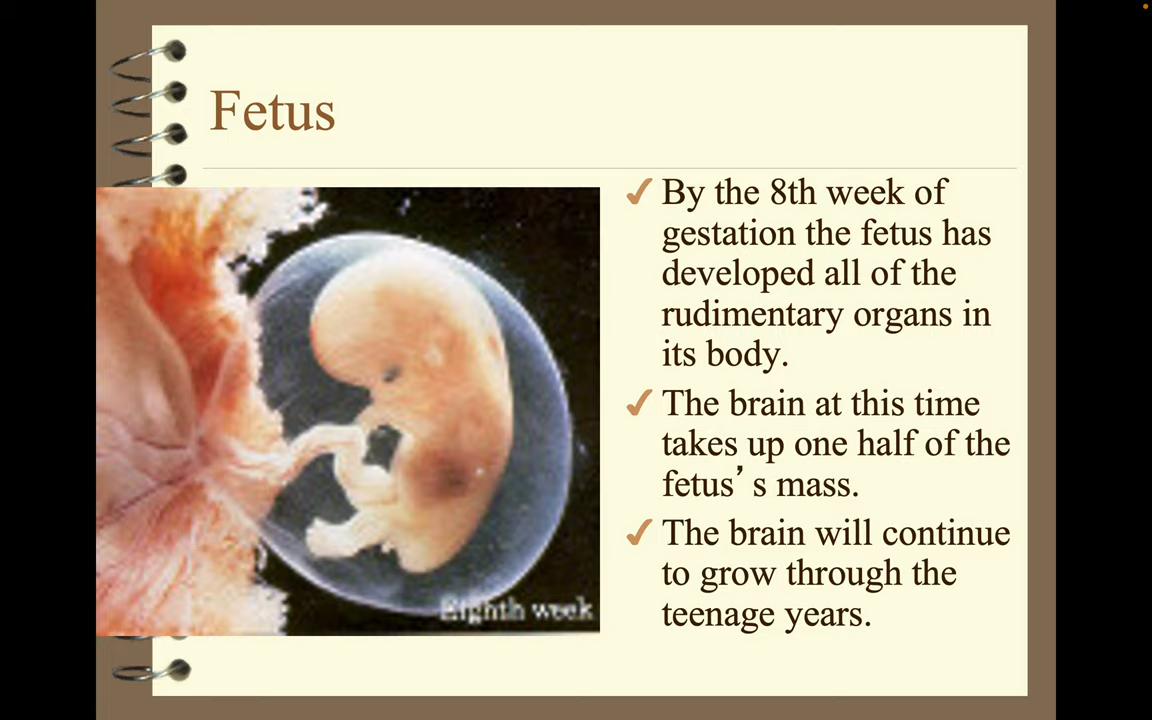 Fetus
✓ By the 8th week of
gestation the fetus has
developed all of the
rudimentary organs in
its body.
✓ The brain at this time
takes up one half of the
fetus’ s mass.
✓ The brain will continue
to grow through the
teenage years.
Eighth week